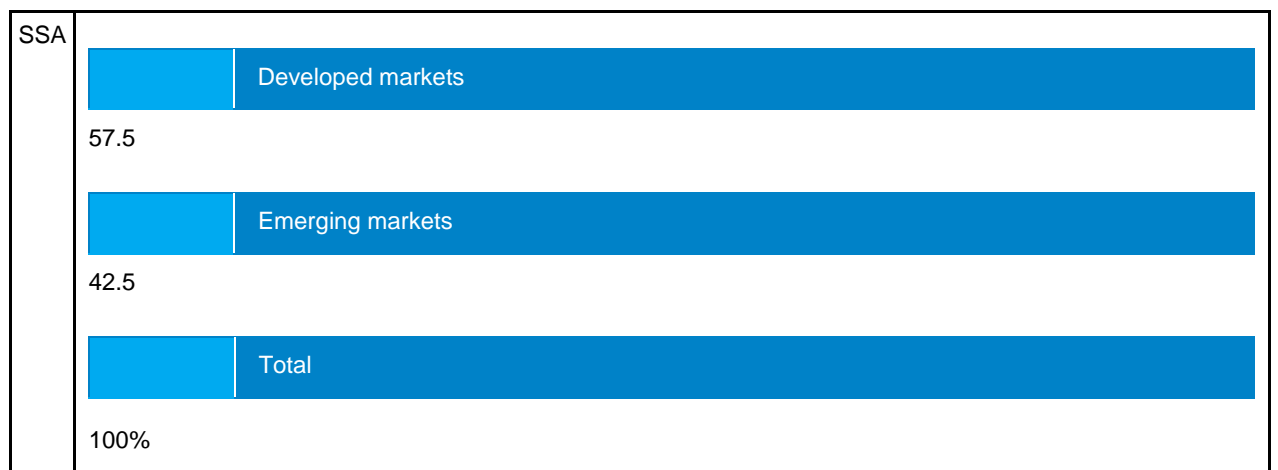 SSA
Developed markets
57.5
Emerging markets
42.5
Total
100%